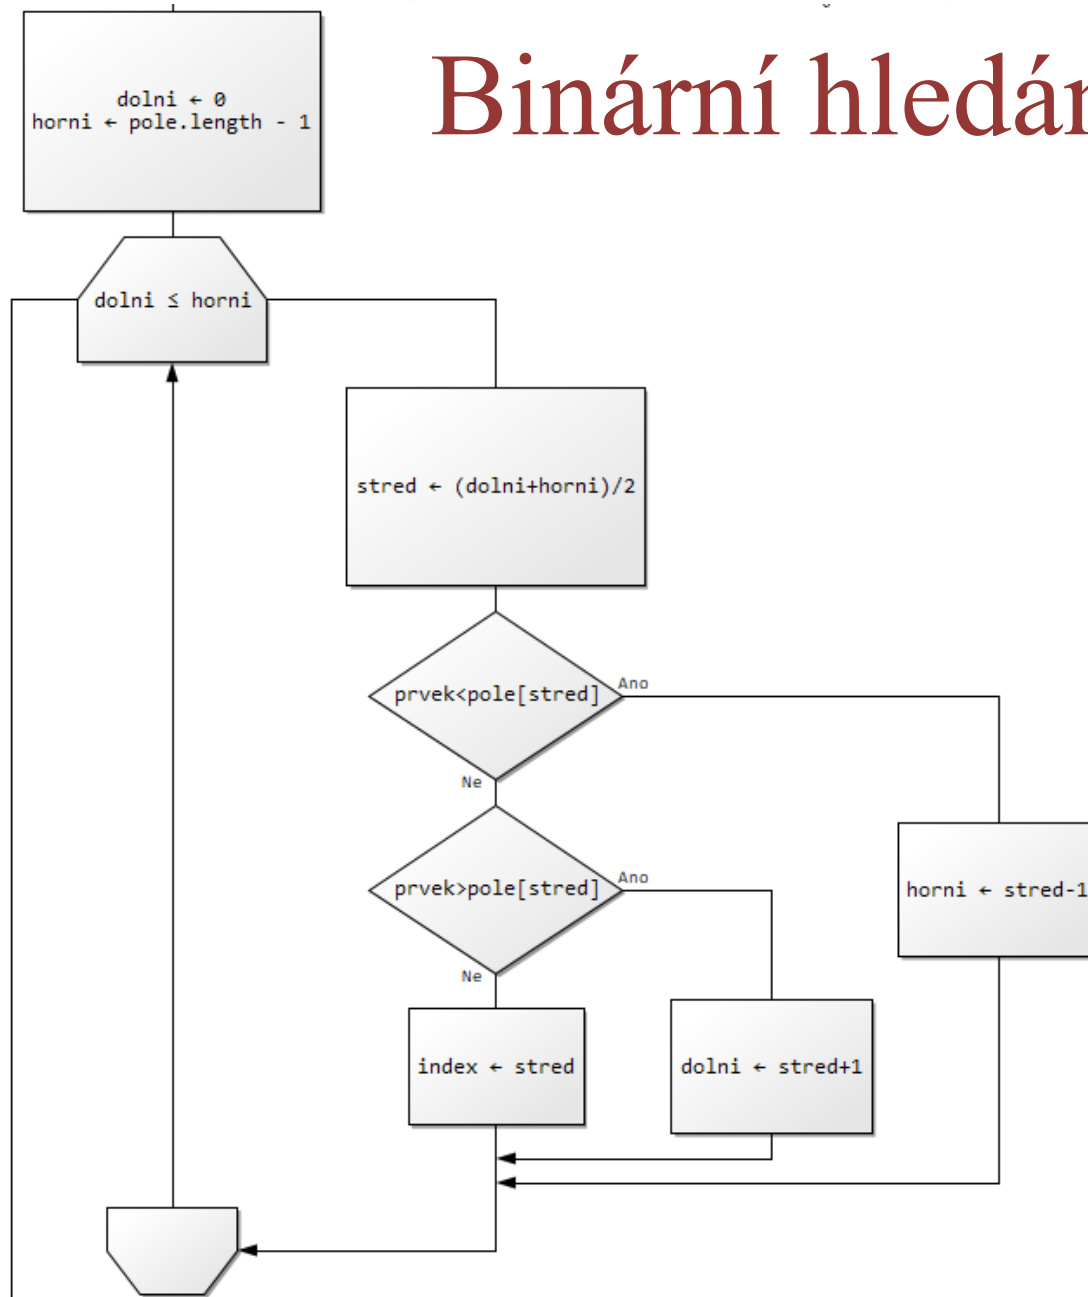 Binární hledán
dolni ← 0
horni ← pole.length - 1
dolni ≤ horni
stred ← (dolni+horni)/2
prvek<pole[stred]
Ano
Ne
prvek>pole[stred]
Ano
horni ← stred-1
Ne
index ← stred
dolni ← stred+1